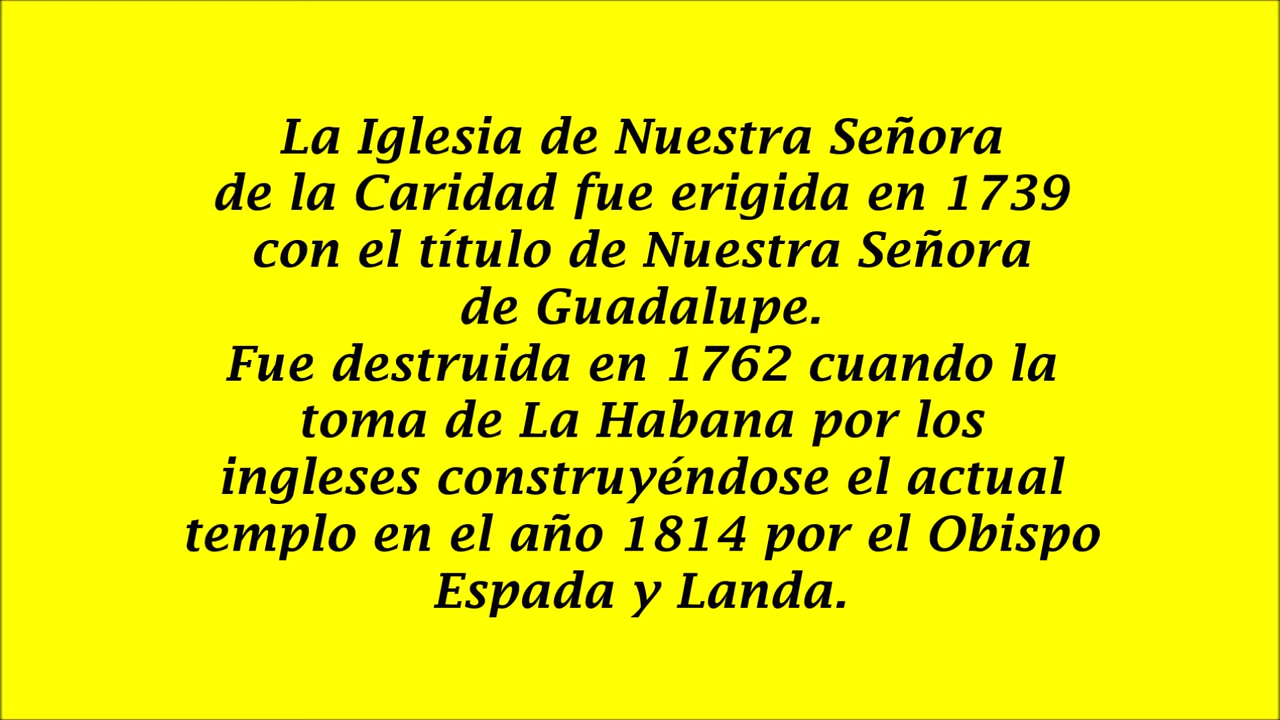 La Iglesia de Nuestra Señora
de la Caridad fue erigida en 1739
con el título de Nuestra Señora
de Guadalupe.
Fue destruida en 1762 cuando la
toma de La Habana por los
ingleses construyéndose el actual
templo en el año 1814 por el Obispo
Espada y Landa.